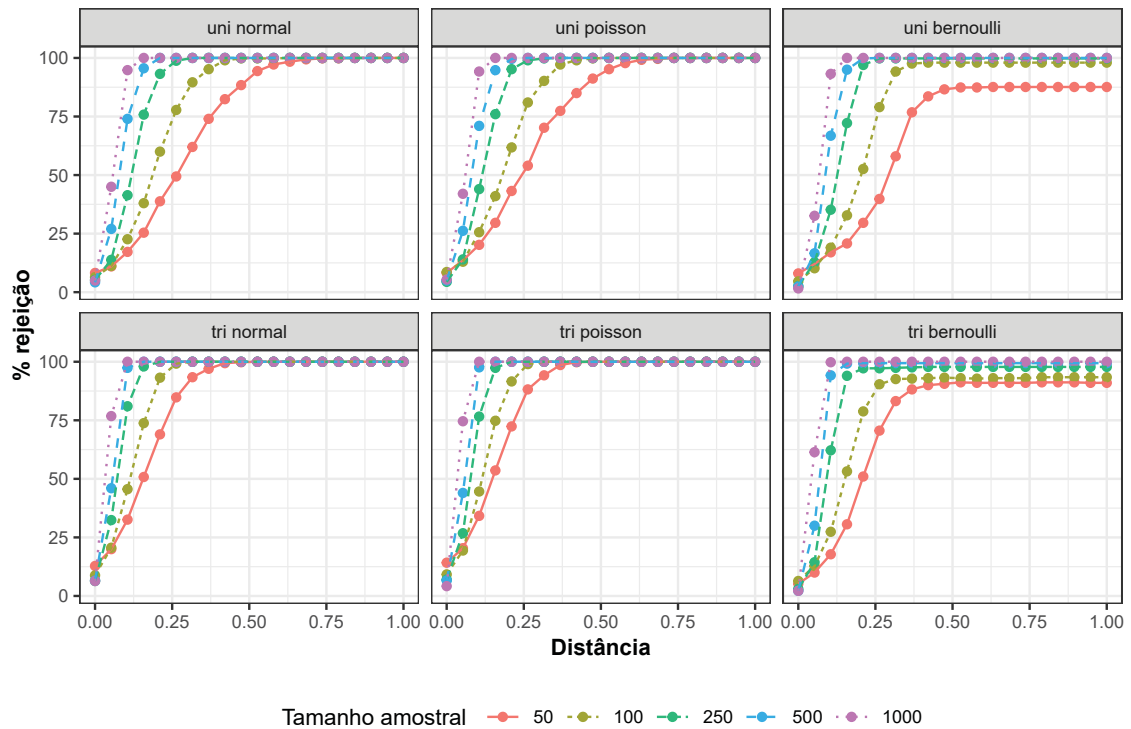 uni normal
uni poisson
uni bernoulli
100
75
50
25
0
tri normal
tri poisson
tri bernoulli
100
75
50
25
0
% rejeição
0.00 0.25 0.50 0.75 1.00
0.00 0.25 0.50 0.75 1.00
0.00 0.25 0.50 0.75 1.00
Distância
Tamanho amostral 50 100 250 500 1000